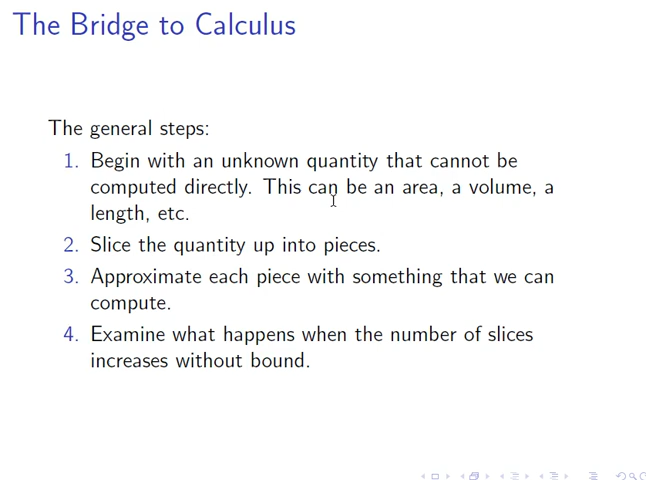 The Bridge to Calculus
The general steps:
1. Begin with an unknown quantity that cannot be
computed directly. This can be an area, a volume, a
length, etc.
2. Slice the quantity up into pieces.
3. Approximate each piece with something that we can
compute.
4. Examine what happens when the number of slices
increases without bound.